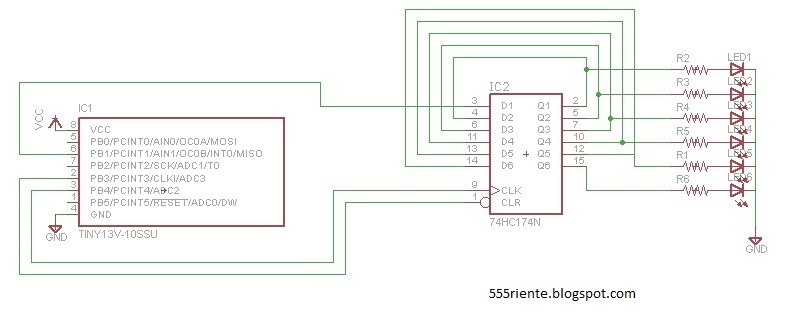 VCC
IC1
8 VCC
5 PB0/PCINT0/AIN0/OC0A/MOSI
6 PB1/PCINT1/AIN1/OC0B/INT0/MISO
7 PB2/PCINT2/SCK/ADC1/T0
2 PB3/PCINT3/CLKI/ADC3
3 PB4/PCINT4/ADC2
1 PB5/PCINT5/RESET/ADC0/DW
4 GND
GND
TINY13V-10SSU
IC2
3 D1 Q1 2
4 D2 Q2 5
6 D3 Q3 7
11 D4 Q4 10
13 D5 Q5 12
14 D6 Q6 15
9 CLK
1 CLR
74HC174N
R2 LED1
R3 LED2
R4 LED3
R5 LED4
R1 LED5
R6 LED6
GND
555riente.blogspot.com